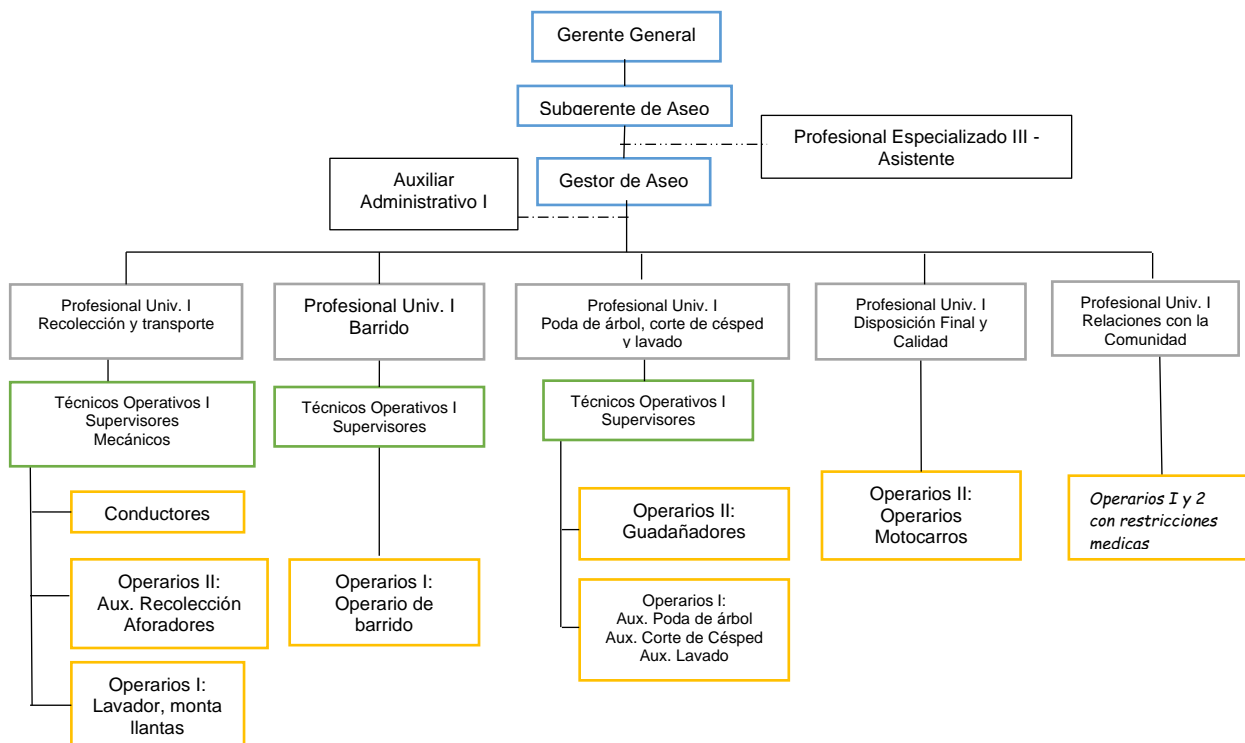 Gerente General
Subgerente de Aseo
Profesional Especializado III -
Asistente
Auxiliar
Administrativo I
Gestor de Aseo
Profesional Univ. I
Recolección y transporte
Profesional Univ. I
Barrido
Profesional Univ. I
Poda de árbol, corte de césped
y lavado
Profesional Univ. I
Disposición Final y
Calidad
Profesional Univ. I
Relaciones con la
Comunidad
Técnicos Operativos I
Supervisores
Mecánicos
Técnicos Operativos I
Supervisores
Técnicos Operativos I
Supervisores
Conductores
Operarios II:
Aux. Recolección
Aforadores
Operarios I:
Lavador, monta
llantas
Operarios I:
Operario de
barrido
Operarios II:
Guadañadores
Operarios I:
Aux. Poda de árbol
Aux. Corte de Césped
Aux. Lavado
Operarios II:
Operarios
Motocarros
Operarios I y 2
con restricciones
medicas